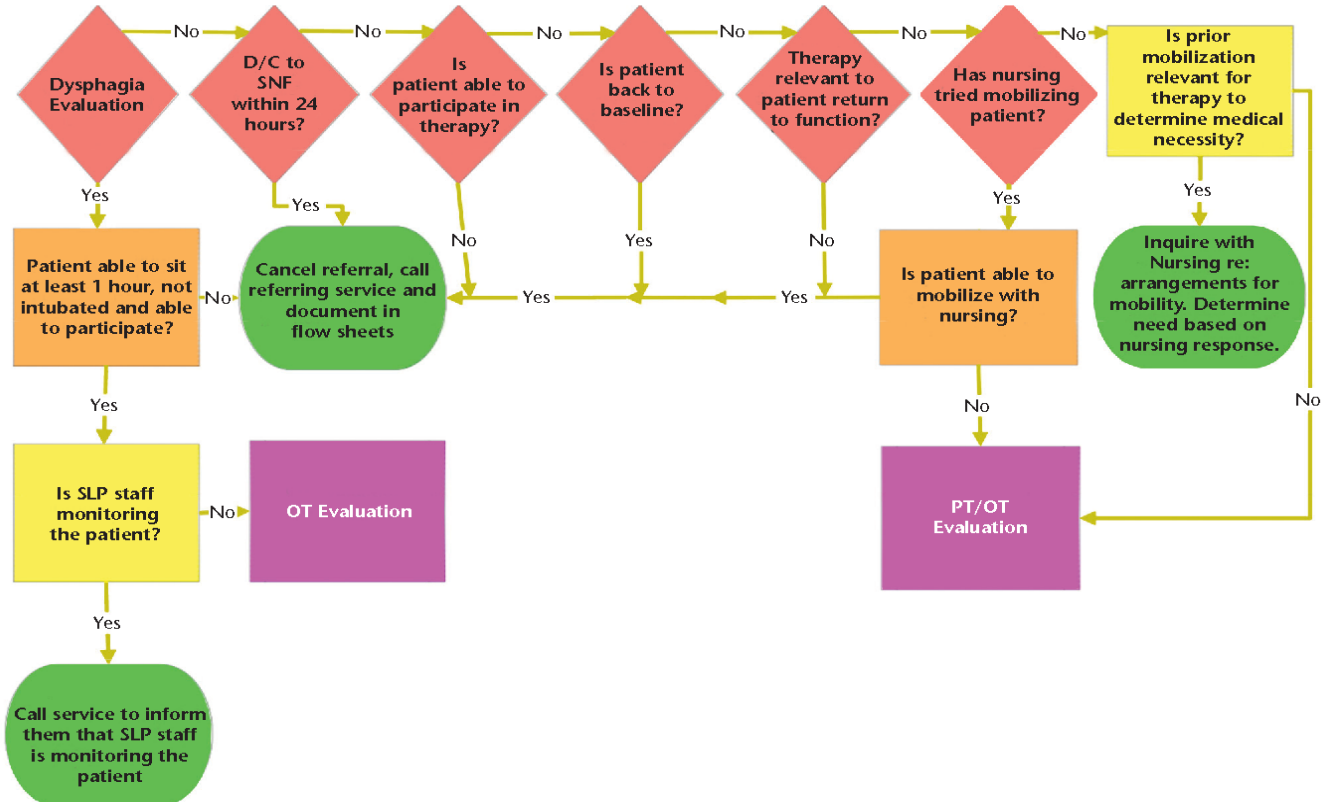 No
No
No
No
No
No
Dysphagia
Evaluation
D/C to
SNF
within 24
hours?
Is
patient able to
participate in
therapy?
Is patient
back to
baseline?
Therapy
relevant to
patient return
to function?
Has nursing
tried mobilizing
patient?
Is prior
mobilization
relevant for
therapy to
determine medical
necessity?
Yes
Yes
No
Yes
No
Yes
Yes
Patient able to sit
at least 1 hour, not
intubated and able
to participate?
No
Cancel referral, call
referring service and
document in
flow sheets
Yes
Yes
Is patient able to
mobilize with
nursing?
Inquire with
Nursing re:
arrangements for
mobility. Determine
need based on
nursing response.
Yes
No
No
Is SLP staff
monitoring
the patient?
No
OT Evaluation
PT/OT
Evaluation
Yes
Call service to inform
them that SLP staff
is monitoring the
patient